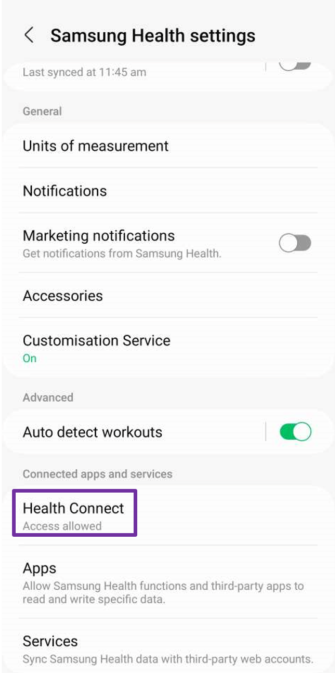 Samsung Health settings
Last synced at 11:45 am
General
Units of measurement
Notifications
Marketing notifications
Get notifications from Samsung Health.
Accessories
Customisation Service
On
Advanced
Auto detect workouts
Connected apps and services
Health Connect
Access allowed
Apps
Allow Samsung Health functions and third-party apps to
read and write specific data.
Services
Sync Samsung Health data with third-party web accounts.